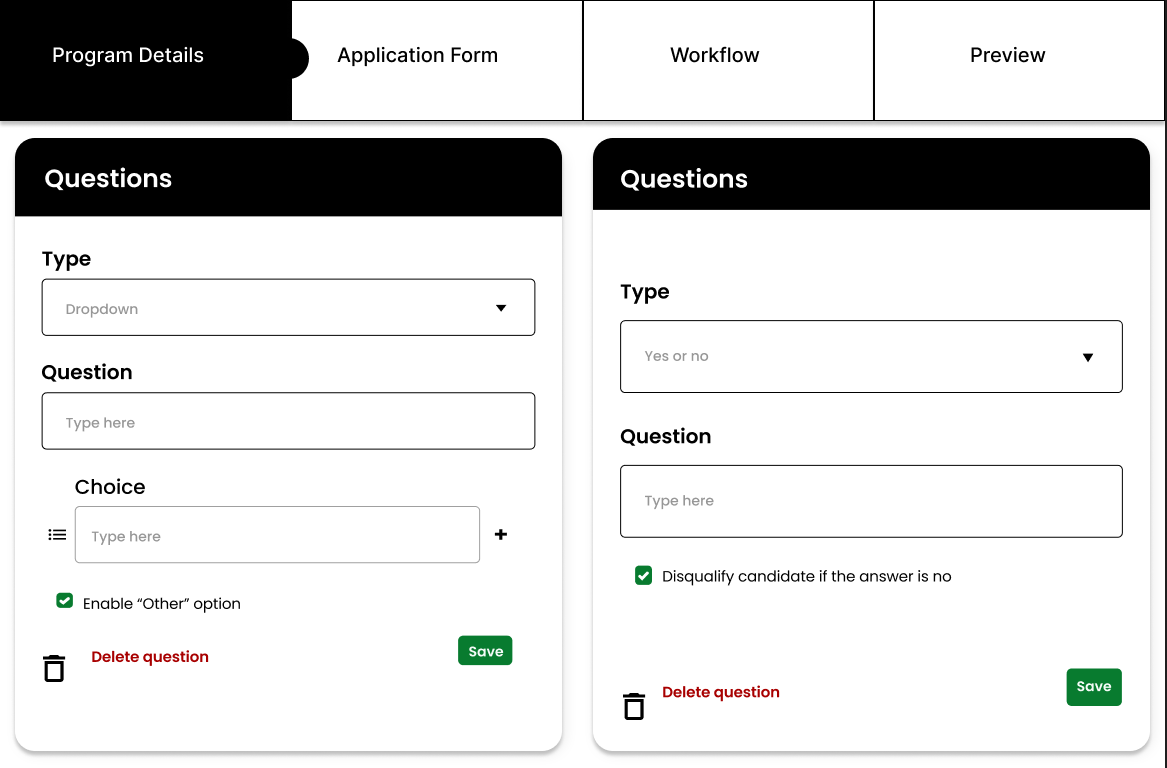 Program Details
Application Form
Workflow
Preview
Questions
Type
Dropdown
Question
Type here
Choice
Type here
Enable “Other” option
Delete question
Save
Questions
Type
Yes or no
Question
Type here
Disqualify candidate if the answer is no
Delete question
Save